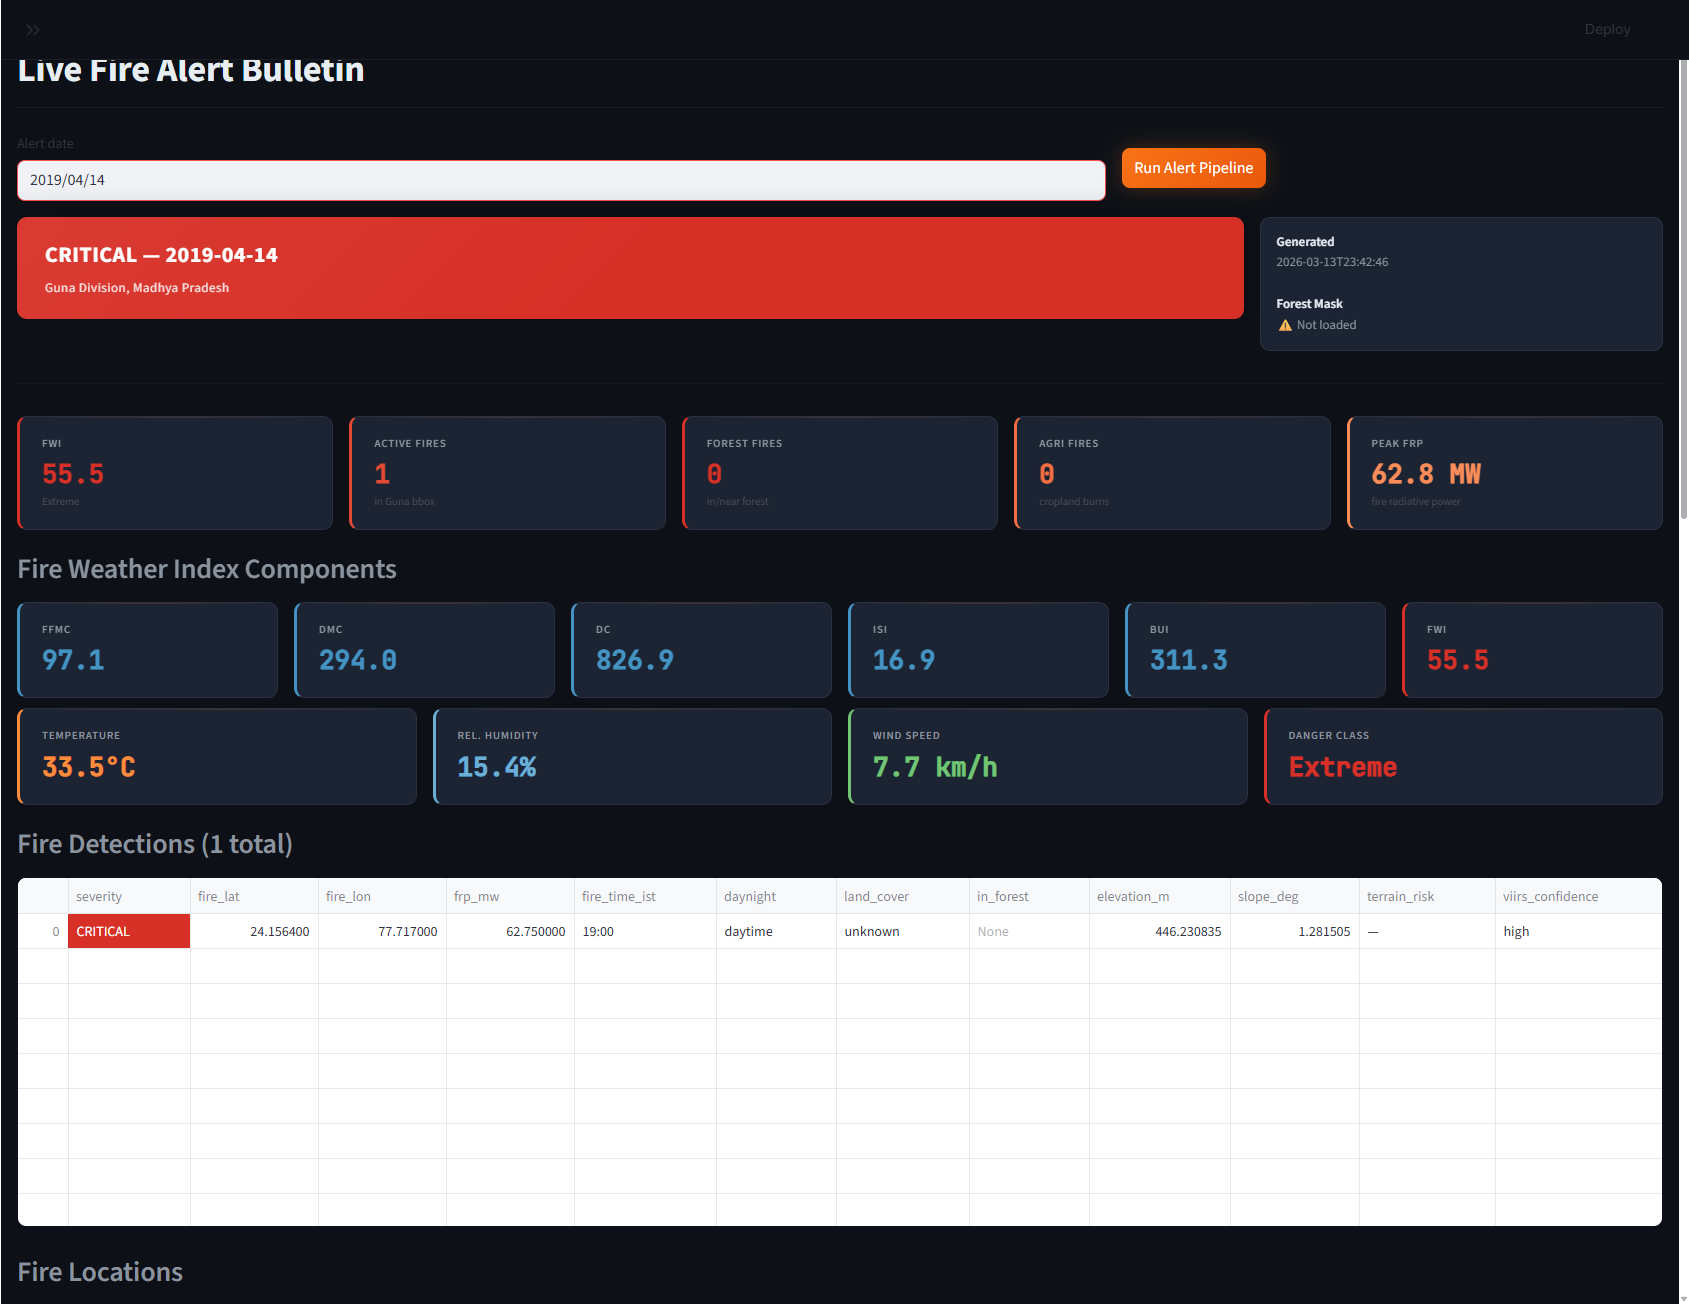 Deploy
Live Fire Alert Bulletin
Alert date
2019/04/14
Run Alert Pipeline
CRITICAL — 2019-04-14
Guna Division, Madhya Pradesh
Generated
2026-03-13T23:42:46
Forest Mask
⚠️ Not loaded
FWI
55.5
Extreme
ACTIVE FIRES
1
in Guna bbox
FOREST FIRES
0
in/near forest
AGRI FIRES
0
cropland burns
PEAK FRP
62.8 MW
fire radiative power
Fire Weather Index Components
FFMC
97.1
DMC
294.0
DC
826.9
ISI
16.9
BUI
311.3
FWI
55.5
TEMPERATURE
33.5°C
REL. HUMIDITY
15.4%
WIND SPEED
7.7 km/h
DANGER CLASS
Extreme
Fire Detections (1 total)
severity fire_lat fire_lon frp_mw fire_time_ist daynight land_cover in_forest elevation_m slope_deg terrain_risk viirs_confidence
0 CRITICAL 24.156400 77.717000 62.750000 19:00 daytime unknown None 446.230835 1.281505 — high
Fire Locations